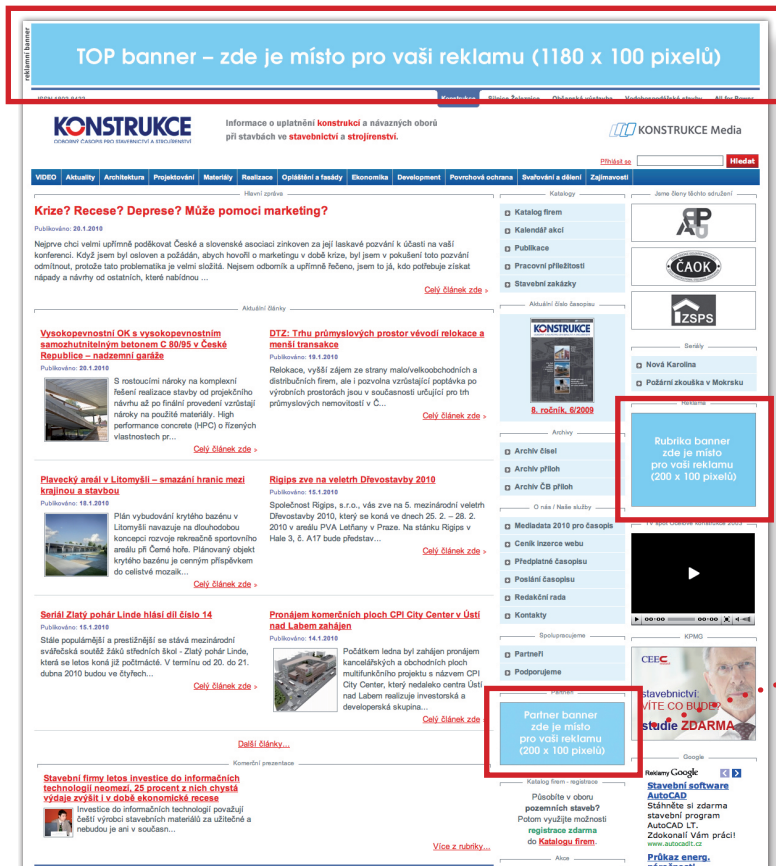 reklamní banner
TOP banner – zde je místo pro vaši reklamu (1180 x 100 pixelů)
Konstrukce Silnice Železnice Občanská výstavba Vodohospodářské stavby All for Power
KONSTRUKCE
ODBORNÝ ČASOPIS PRO STAVEBNICTVÍ A STROJÍRENSTVÍ
Informace o uplatnění konstrukcí a návazných oborů
při stavbách ve stavebnictví a strojírenství.
KONSTRUKCE Media
Přihlásit se
Hledat
VIDEO Aktuality Architektura Projektování Materiály Realizace Opláštění a fasády Ekonomika Development Povrchová ochrana Svařování a dělení Zajímavosti
Hlavní zpráva
Krize? Recese? Deprese? Může pomoci marketing?
Publikováno: 20.1.2010
Nejprve chci velmi upřímně poděkovat České a slovenské asociaci zinkoven za její laskavé pozvání k účasti na vaší
konferenci. Když jsem byl osloven a požádán, abych hovořil o marketingu v době krize, byl jsem v pokušení toto pozvání
odmítnout, protože tato problematika je velmi složitá. Nejsem odborník a upřímně řečeno, jsem to já, kdo potřebuje získat
nápady a návrhy od ostatních, které nabídnou ...
Celý článek zde »
Aktuální články
Vysokopevnostní OK s vysokopevnostním
samozhutnitelným betonem C 80/95 v České
Republice – nadzemní garáže
Publikováno: 20.1.2010
S rostoucími nároky na komplexní
řešení realizace stavby od projekčního
návrhu až po finální provedení vzrůstají
nároky na použité materiály. High
performance concrete (HPC) o řízených
vlastnostech pr...
Celý článek zde »
DTZ: Trhu průmyslových prostor vévodí relokace a
menší transakce
Publikováno: 19.1.2010
Relokace, vyšší zájem ze strany malo/velkoobchodních a
distribučních firem, ale i pozvolna vzrůstající poptávka po
výrobních prostorách jsou v současnosti určující pro trh
průmyslových nemovitostí v Č...
Celý článek zde »
Plavecký areál v Litomyšli – smazání hranic mezi
krajinou a stavbou
Publikováno: 18.1.2010
Plán vybudování krytého bazénu v
Litomyšli navazuje na dlouhodobou
koncepci rozvoje rekreačně sportovního
areálu při Černé hoře. Plánovaný objekt
krytého bazénu je cenným příspěvkem
do celistvé mozaik...
Celý článek zde »
Rigips zve na veletrh Dřevostavby 2010
Publikováno: 15.1.2010
Společnost Rigips, s.r.o., vás zve na 5. mezinárodní veletrh
Dřevostavby 2010, který se koná ve dnech 25. 2. – 28. 2.
2010 v areálu PVA Letňany v Praze. Na stánku Rigips v
Hale 3, č. A17 bude představ...
Celý článek zde »
Seriál Zlatý pohár Linde hlásí díl číslo 14
Publikováno: 15.1.2010
Stále populárnější a prestižnější se stává mezinárodní
svářečská soutěž žáků středních škol - Zlatý pohár Linde,
která se letos koná již počtrnácté. V termínu od 20. do 21.
dubna 2010 budou ve čtyřech...
Celý článek zde »
Pronájem komerčních ploch CPI City Center v Ústí
nad Labem zahájen
Publikováno: 14.1.2010
Počátkem ledna byl zahájen pronájem
kancelářských a obchodních ploch
multifunkčního projektu s názvem CPI
City Center, který nedaleko centra Ústí
nad Labem realizuje investorská a
developerská skupina...
Celý článek zde »
Další články...
Komerční prezentace
Stavební firmy letos investice do informačních
technologií neomezí, 25 procent z nich chystá
výdaje zvýšit i v době ekonomické recese
Investice do informačních technologií považují
čeští výrobci stavebních materiálů za užitečné a
nebudou je ani v současn...
Více z rubriky...
Katalogy
Katalog firem
Kalendář akcí
Publikace
Pracovní příležitosti
Stavební zakázky
Aktuální číslo časopisu
KONSTRUKCE
8. ročník, 6/2009
Archivy
Archiv čísel
Archiv příloh
Archiv ČB příloh
O nás / Naše služby
Mediadata 2010 pro časopis
Ceník inzerce webu
Předplatné časopisu
Poslání časopisu
Redakční rada
Kontakty
Spolupracujeme
Partneři
Podporujeme
Partneři
Partner banner
zde je místo
pro vaši reklamu
(200 x 100 pixelů)
Katalog firem - registrace
Působíte v oboru
pozemních staveb?
Potom využijte možnosti
registrace zdarma
do Katalogu firem.
Akce
Jsme členy těchto sdružení
APPAU
ČAOK
IZSPS
Seriály
Nová Karolina
Požární zkouška v Mokrsku
Reklama
Rubrika banner
zde je místo
pro vaši reklamu
(200 x 100 pixelů)
00:00 00:00
KPMG
CEEC
stavebnictví:
VÍTE CO BUDE?
studie ZDARMA
Google
Reklamy Google
Stavební software
AutoCAD
Stáhněte si zdarma
stavební program
AutoCAD LT.
Zdokonalí Vám práci!
www.autocadlt.cz
Průkaz energ.